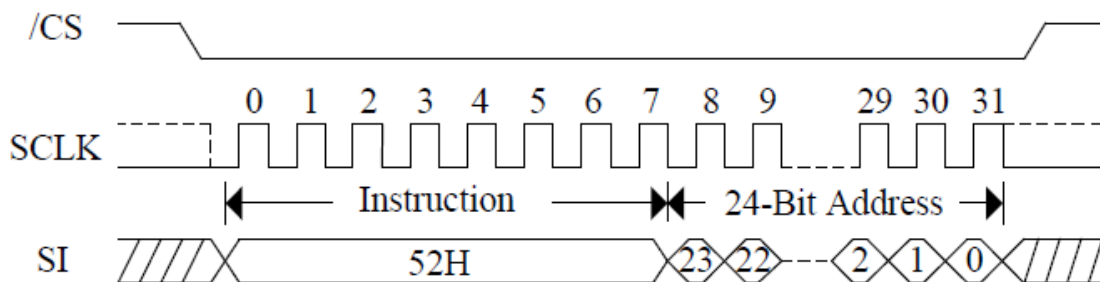 /CS
0 1 2 3 4 5 6 7 8 9 29 30 31
SCLK
Instruction 24-Bit Address
SI 52H 23 22 2 1 0